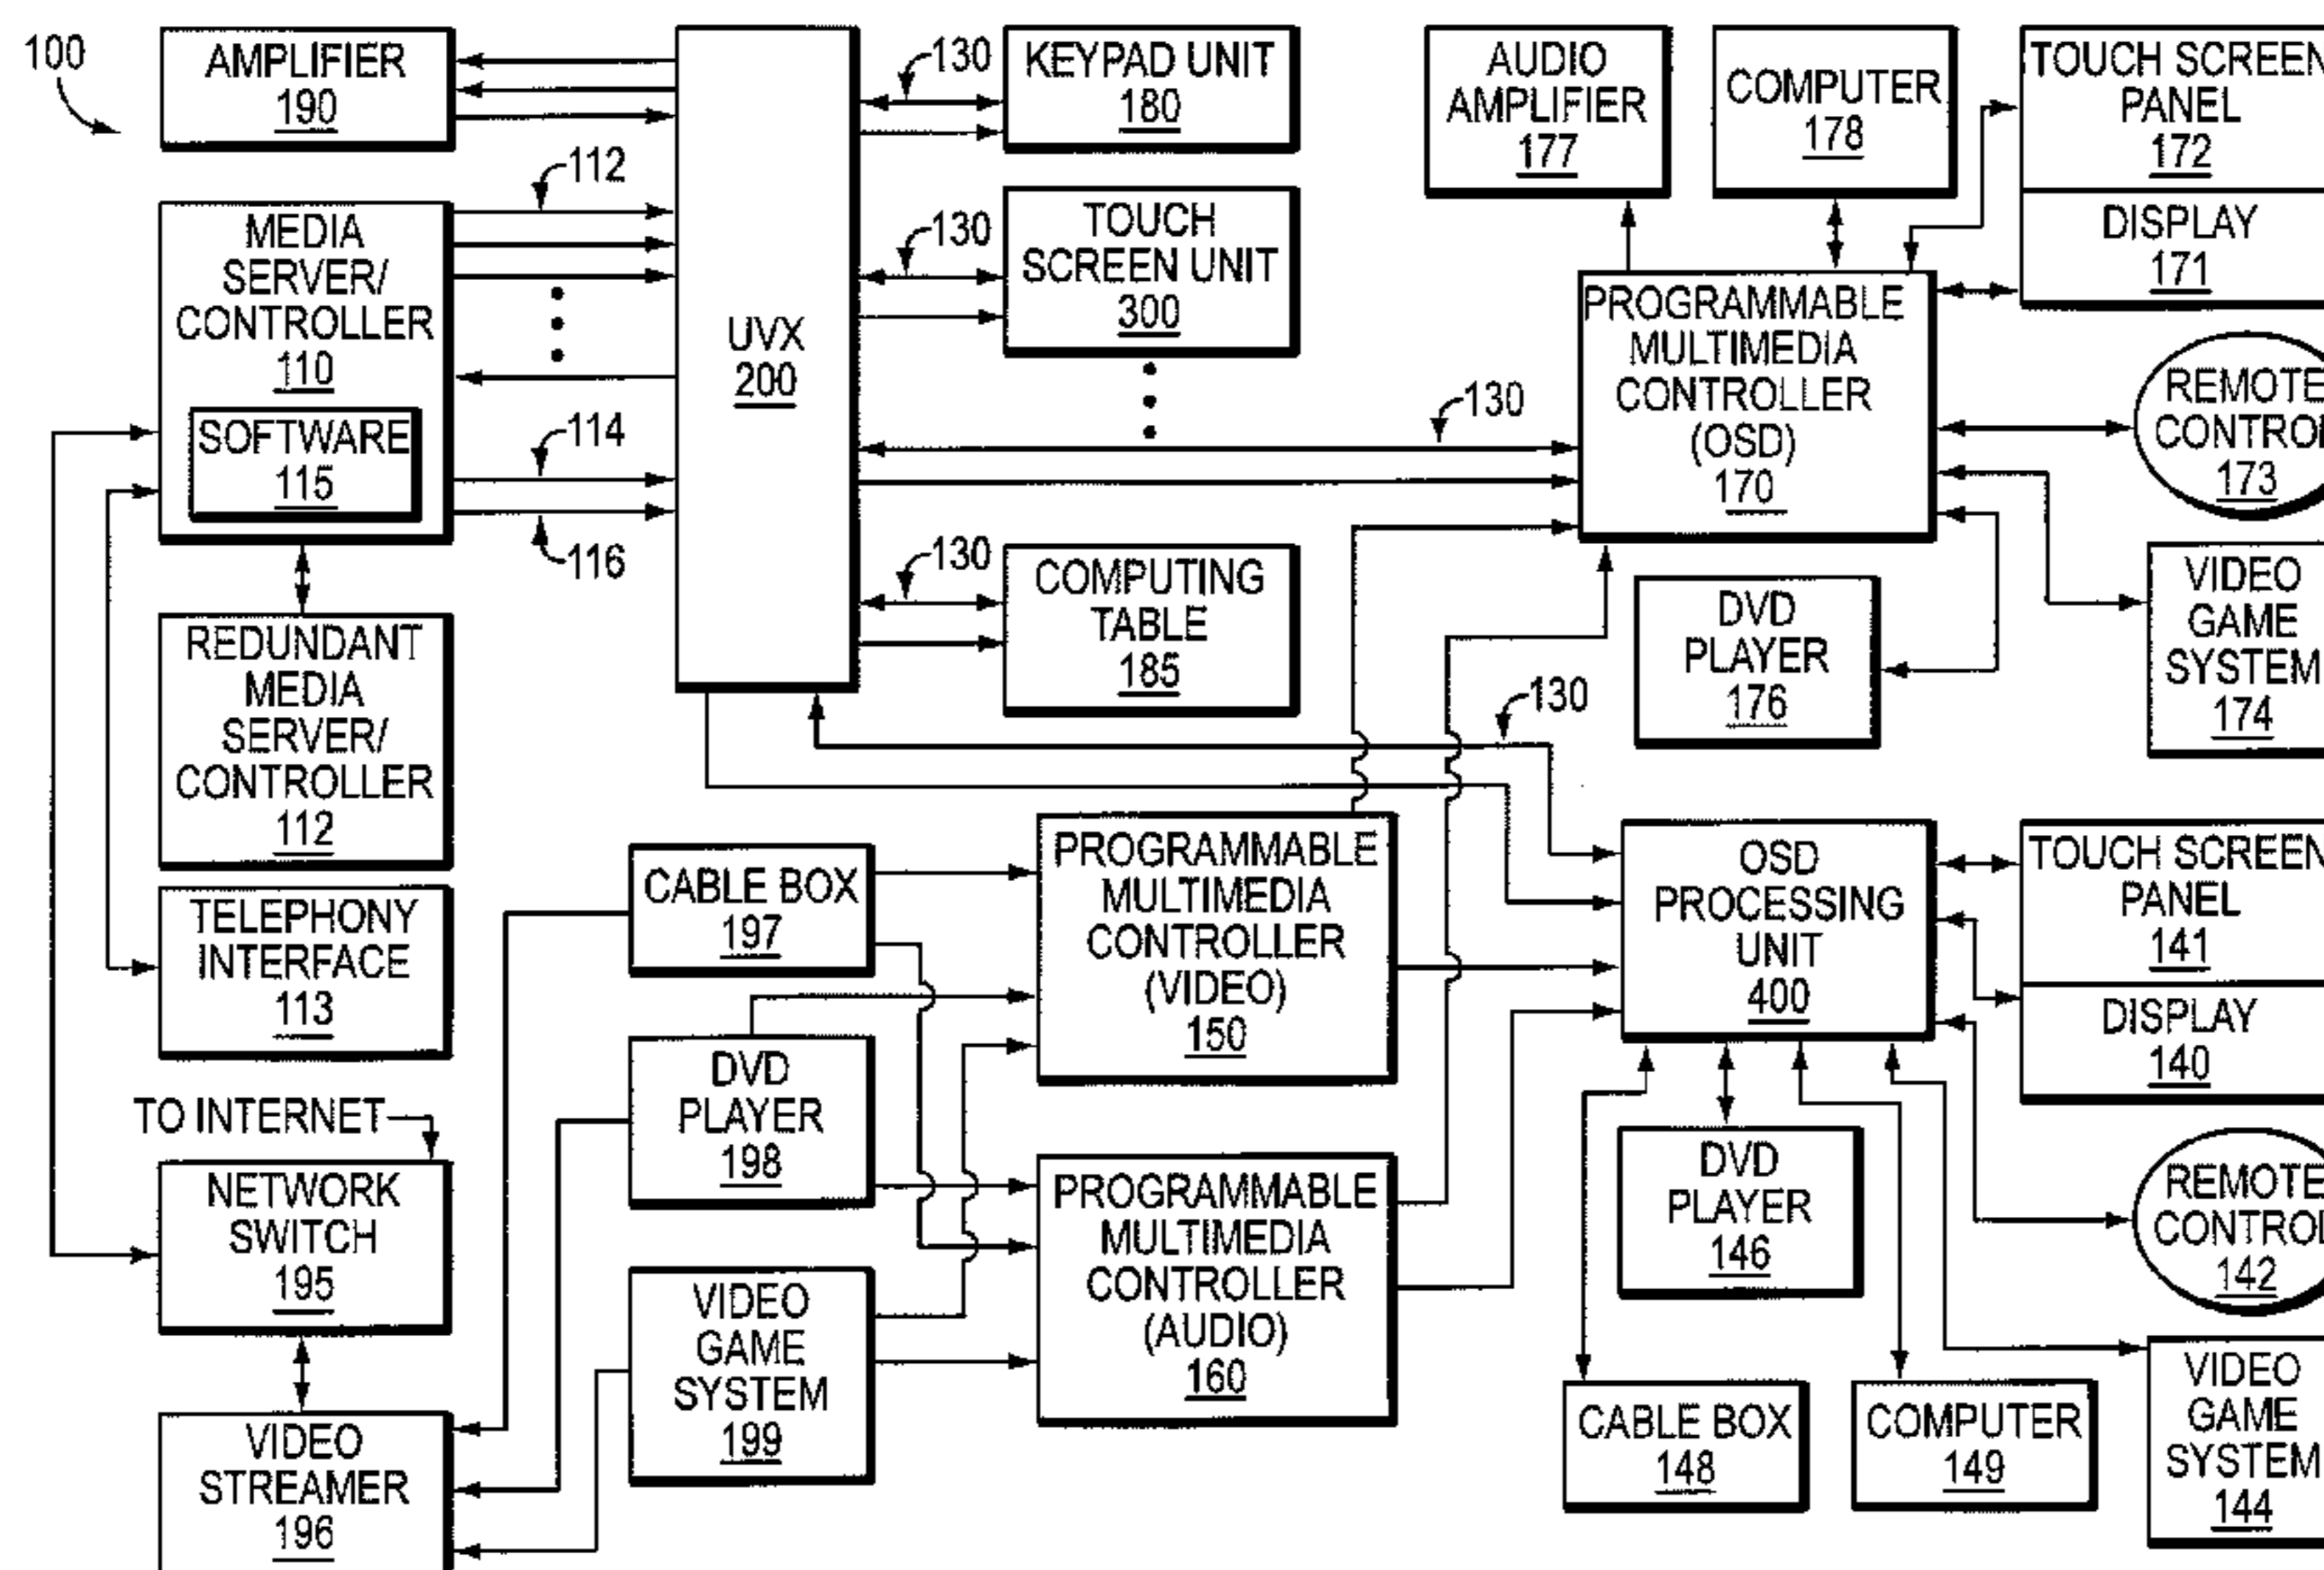 100
AMPLIFIER
190
112
MEDIA
SERVER/
CONTROLLER
110
SOFTWARE
115
114
116
REDUNDANT
MEDIA
SERVER/
CONTROLLER
112
TELEPHONY
INTERFACE
113
TO INTERNET
NETWORK
SWITCH
195
VIDEO
STREAMER
196
UVX
200
130
KEYPAD UNIT
180
130
TOUCH
SCREEN UNIT
300
130
130
COMPUTING
TABLE
185
130
CABLE BOX
197
DVD
PLAYER
198
VIDEO
GAME
SYSTEM
199
PROGRAMMABLE
MULTIMEDIA
CONTROLLER
(VIDEO)
150
PROGRAMMABLE
MULTIMEDIA
CONTROLLER
(AUDIO)
160
AUDIO
AMPLIFIER
177
COMPUTER
178
TOUCH SCREEN
PANEL
172
DISPLAY
171
PROGRAMMABLE
MULTIMEDIA
CONTROLLER
(OSD)
170
REMOTE
CONTROL
173
DVD
PLAYER
176
VIDEO
GAME
SYSTEM
174
OSD
PROCESSING
UNIT
400
TOUCH SCREEN
PANEL
141
DISPLAY
140
DVD
PLAYER
146
REMOTE
CONTROL
142
CABLE BOX
148
COMPUTER
149
VIDEO
GAME
SYSTEM
144